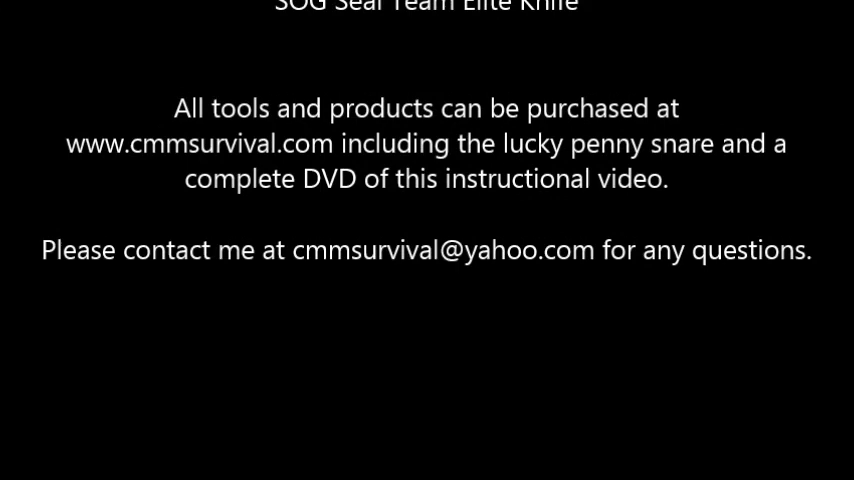 SOG Seal Team Elite Knife
All tools and products can be purchased at
www.cmmsurvival.com including the lucky penny snare and a
complete DVD of this instructional video.
Please contact me at cmmsurvival@yahoo.com for any questions.